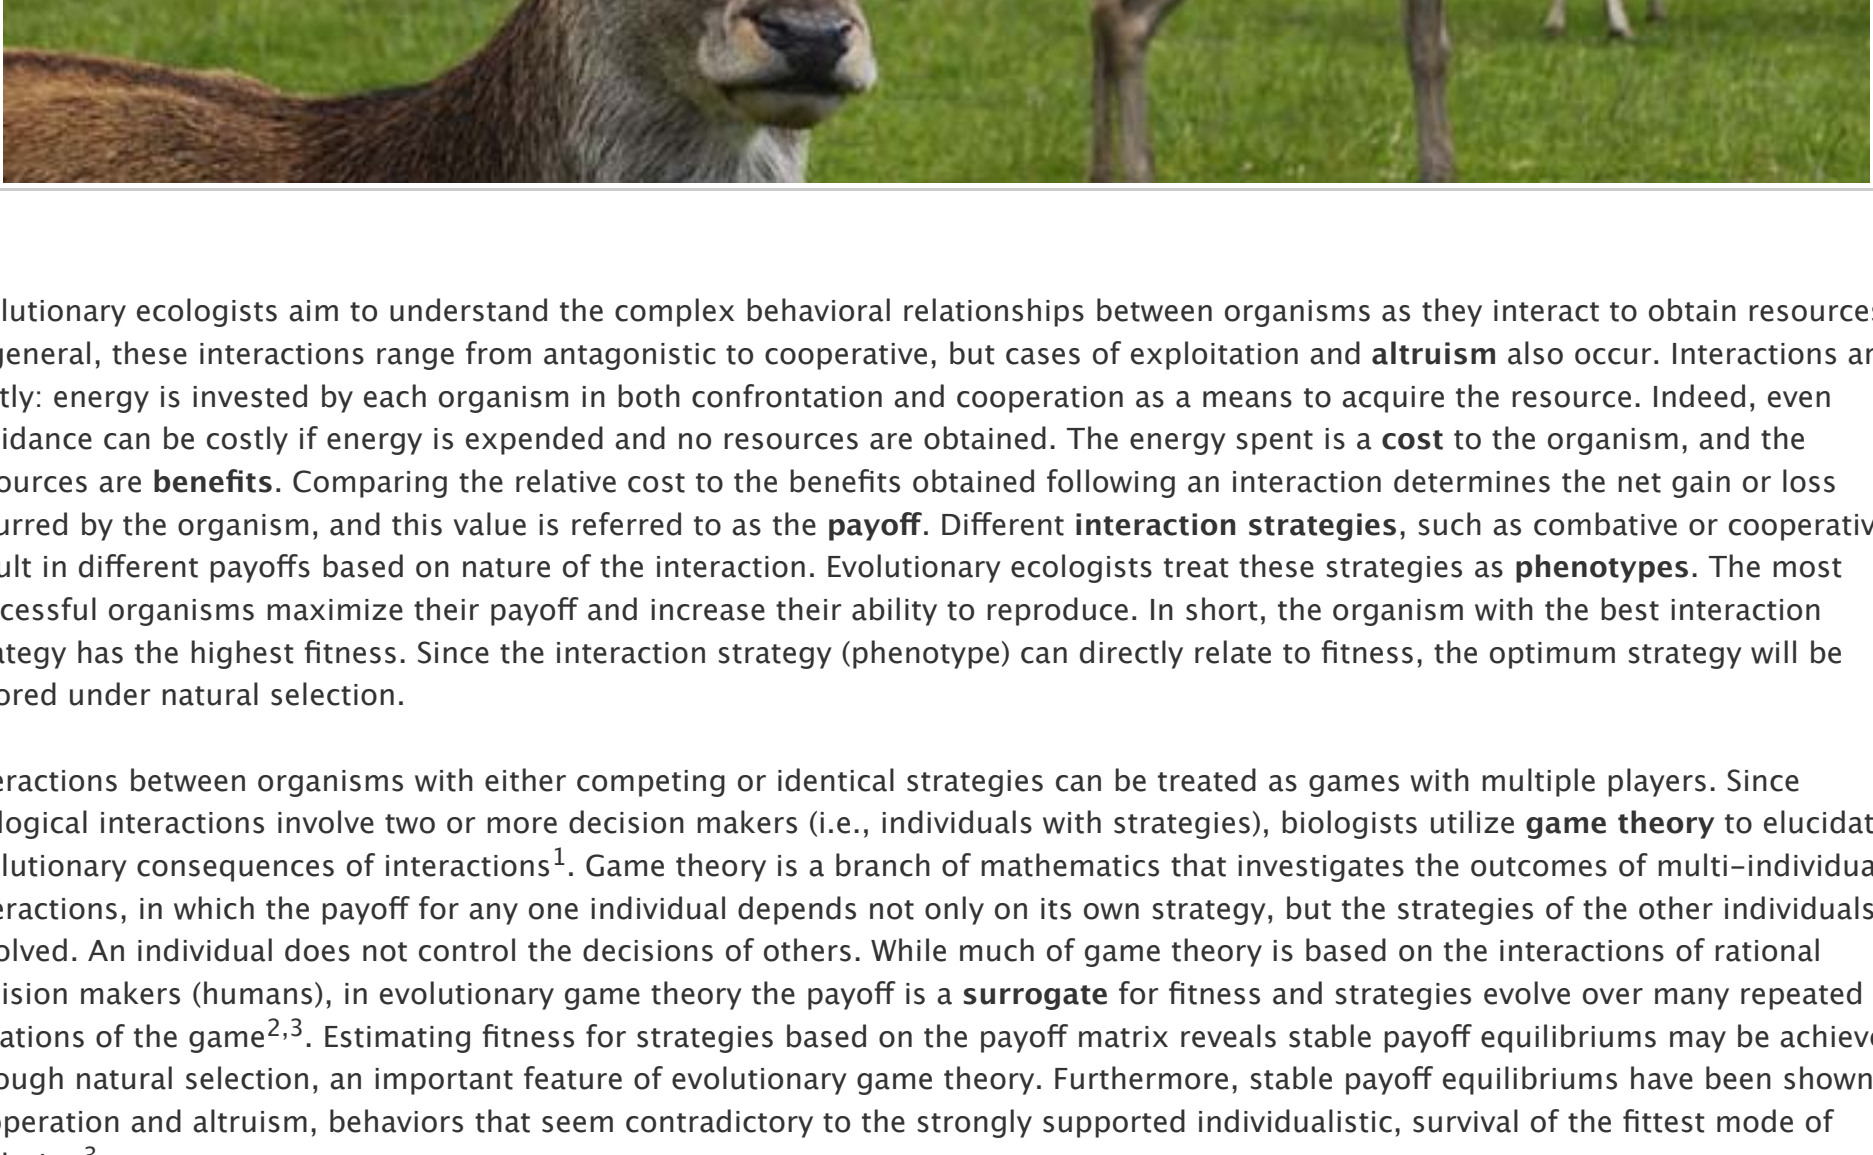 lutionary ecologists aim to understand the complex behavioral relationships between organisms as they interact to obtain resources
general, these interactions range from antagonistic to cooperative, but cases of exploitation and altruism also occur. Interactions ar
tly: energy is invested by each organism in both confrontation and cooperation as a means to acquire the resource. Indeed, even
idance can be costly if energy is expended and no resources are obtained. The energy spent is a cost to the organism, and the
ources are benefits. Comparing the relative cost to the benefits obtained following an interaction determines the net gain or loss
urred by the organism, and this value is referred to as the payoff. Different interaction strategies, such as combative or cooperativ
ult in different payoffs based on nature of the interaction. Evolutionary ecologists treat these strategies as phenotypes. The most
cessful organisms maximize their payoff and increase their ability to reproduce. In short, the organism with the best interaction
ategy has the highest fitness. Since the interaction strategy (phenotype) can directly relate to fitness, the optimum strategy will be
ored under natural selection.
eractions between organisms with either competing or identical strategies can be treated as games with multiple players. Since
logical interactions involve two or more decision makers (i.e., individuals with strategies), biologists utilize game theory to elucidat
lutionary consequences of interactions1. Game theory is a branch of mathematics that investigates the outcomes of multi-individua
eractions, in which the payoff for any one individual depends not only on its own strategy, but the strategies of the other individuals
olved. An individual does not control the decisions of others. While much of game theory is based on the interactions of rational
ision makers (humans), in evolutionary game theory the payoff is a surrogate for fitness and strategies evolve over many repeated
ations of the game2,3. Estimating fitness for strategies based on the payoff matrix reveals stable payoff equilibriums may be achieve
ough natural selection, an important feature of evolutionary game theory. Furthermore, stable payoff equilibriums have been shown
peration and altruism, behaviors that seem contradictory to the strongly supported individualistic, survival of the fittest mode of